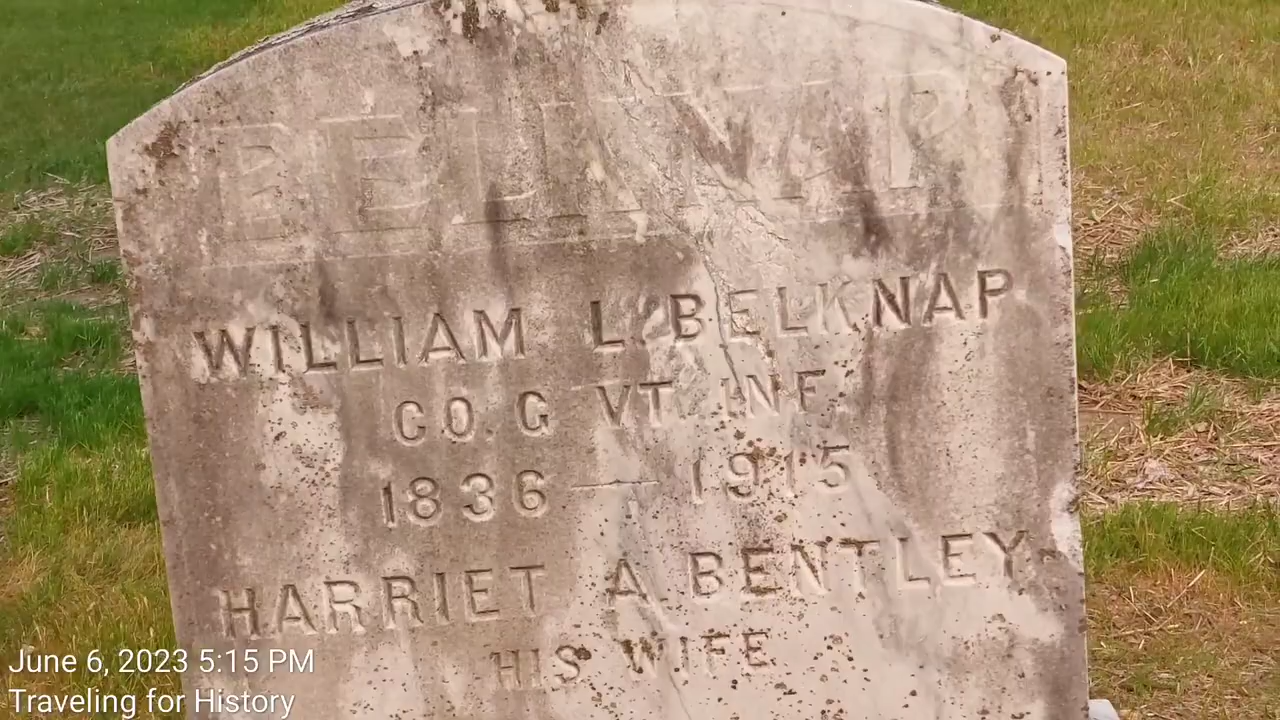 BELKNAP
WILLIAM L. BELKNAP
CO. G VT. INF.
1836 — 1915
HARRIET A. BENTLEY
HIS WIFE
June 6, 2023 5:15 PM
Traveling for History